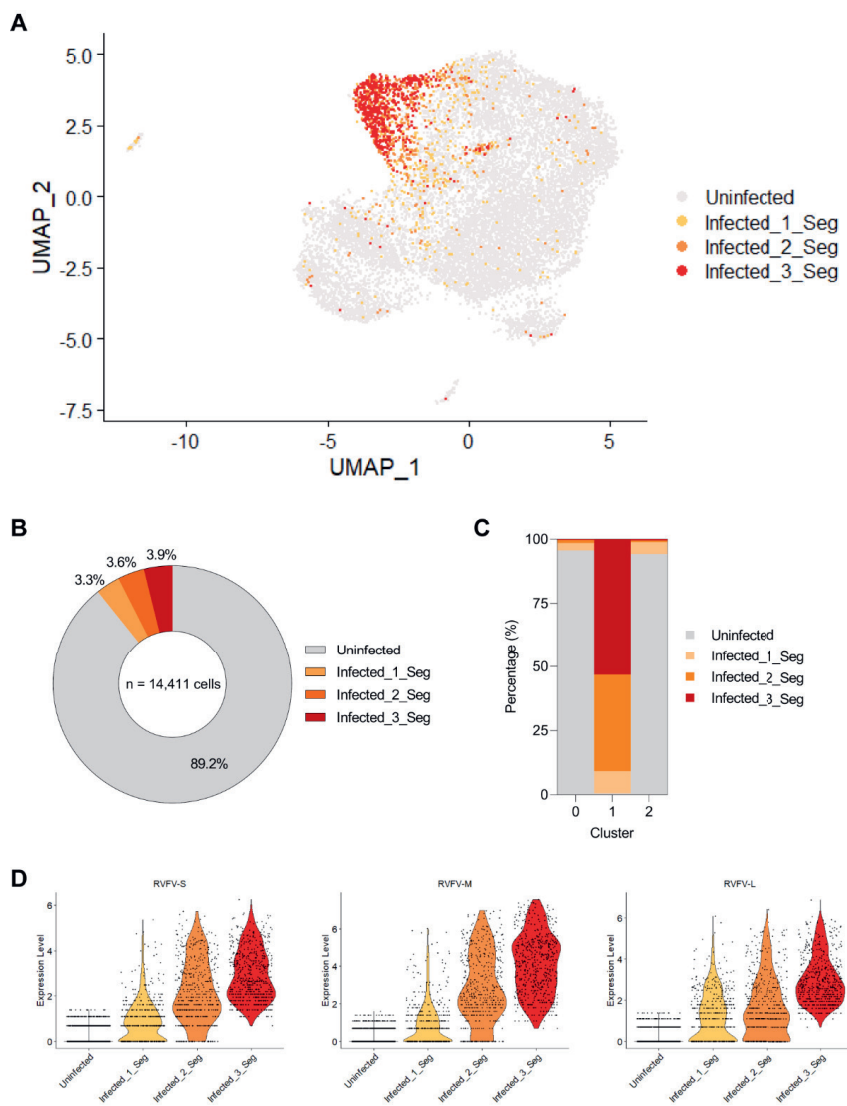 A
5.0
2.5
0.0
-2.5
-5.0
-7.5
UMAP_2
-10
-5
0
5
UMAP_1
Uninfected
Infected_1_Seg
Infected_2_Seg
Infected_3_Seg
B
3.3%
3.6%
3.9%
n = 14,411 cells
89.2%
Uninfected
Infected_1_Seg
Infected_2_Seg
Infected_3_Seg
C
100
75
50
25
0
Percentage (%)
0
1
2
Cluster
Uninfected
Infected_1_Seg
Infected_2_Seg
Infected_3_Seg
D
RVFV-S
6
4
2
0
Expression Level
Uninfected
Infected_1_Seg
Infected_2_Seg
Infected_3_Seg
RVFV-M
6
4
2
0
Expression Level
Uninfected
Infected_1_Seg
Infected_2_Seg
Infected_3_Seg
RVFV-L
6
4
2
0
Expression Level
Uninfected
Infected_1_Seg
Infected_2_Seg
Infected_3_Seg